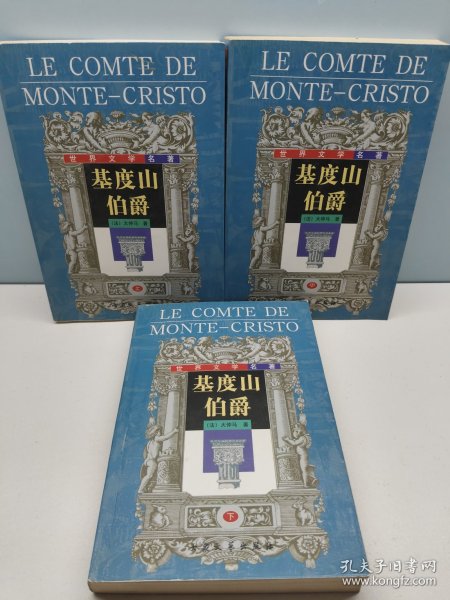 LE COMTE DE
MONTE-CRISTO
世界文学名著
基度山
伯爵
(法)大仲马 著
上
LE COMTE DE
MONTE-CRISTO
世界文学名著
基度山
伯爵
(法)大仲马 著
中
LE COMTE DE
MONTE-CRISTO
世界文学名著
基度山
伯爵
(法)大仲马 著
下
孔夫子旧书网
www.kongfz.com